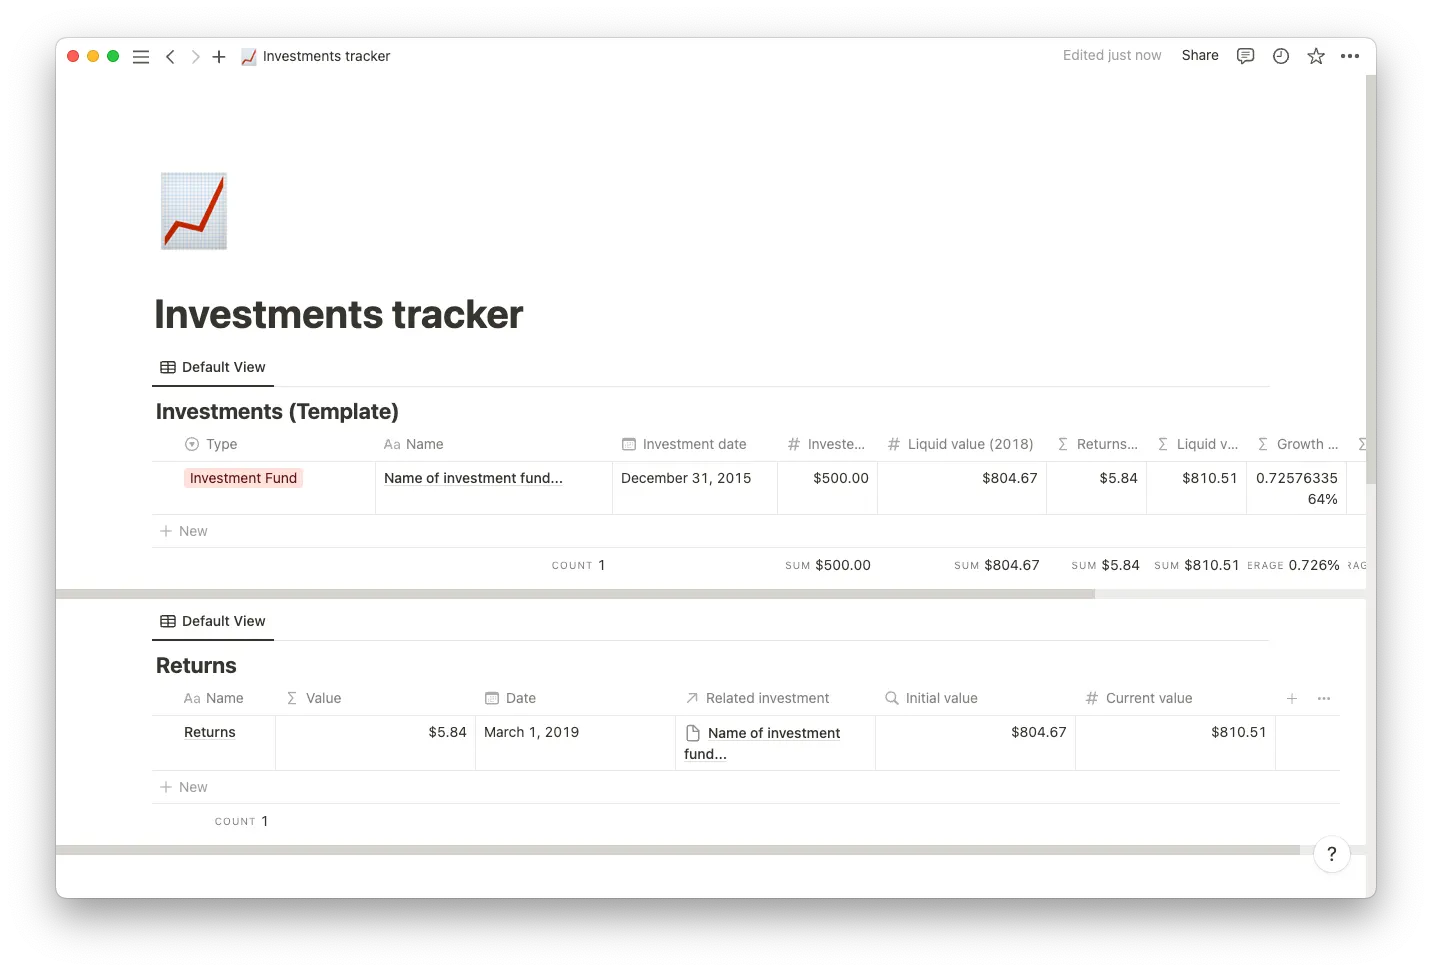 Investments tracker
Edited just now Share
Investments tracker
Default View
Investments (Template)
Type Aa Name Investment date # Investe... # Liquid value (2018) Σ Returns... Σ Liquid v... Σ Growth ... Σ
Investment Fund Name of investment fund... December 31, 2015 $500.00 $804.67 $5.84 $810.51 0.72576335
64%
+ New
COUNT 1 SUM $500.00 SUM $804.67 SUM $5.84 SUM $810.51 ERAGE 0.726% RAG
Default View
Returns
Aa Name Σ Value Date Related investment Initial value # Current value + ...
Returns $5.84 March 1, 2019 Name of investment $804.67 $810.51
fund...
+ New
COUNT 1
?